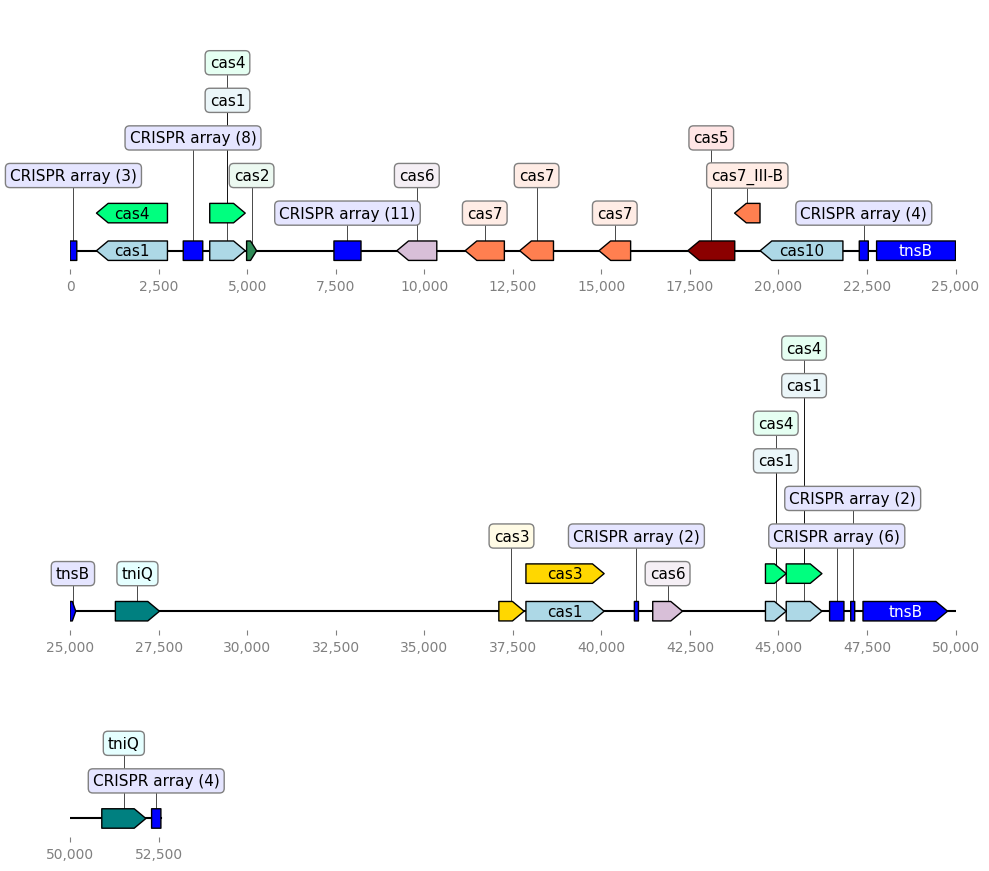 cas4
cas1
CRISPR array (8)
cas5
CRISPR array (3)
cas2
cas6
cas7
cas7_III-B
cas4
CRISPR array (11)
cas7
cas7
CRISPR array (4)
cas1
cas10
tnsB
0
2,500
5,000
7,500
10,000
12,500
15,000
17,500
20,000
22,500
25,000
cas4
cas1
cas4
cas1
CRISPR array (2)
cas3
CRISPR array (2)
CRISPR array (6)
tnsB
tniQ
cas3
cas6
cas1
tnsB
25,000
27,500
30,000
32,500
35,000
37,500
40,000
42,500
45,000
47,500
50,000
tniQ
CRISPR array (4)
50,000
52,500